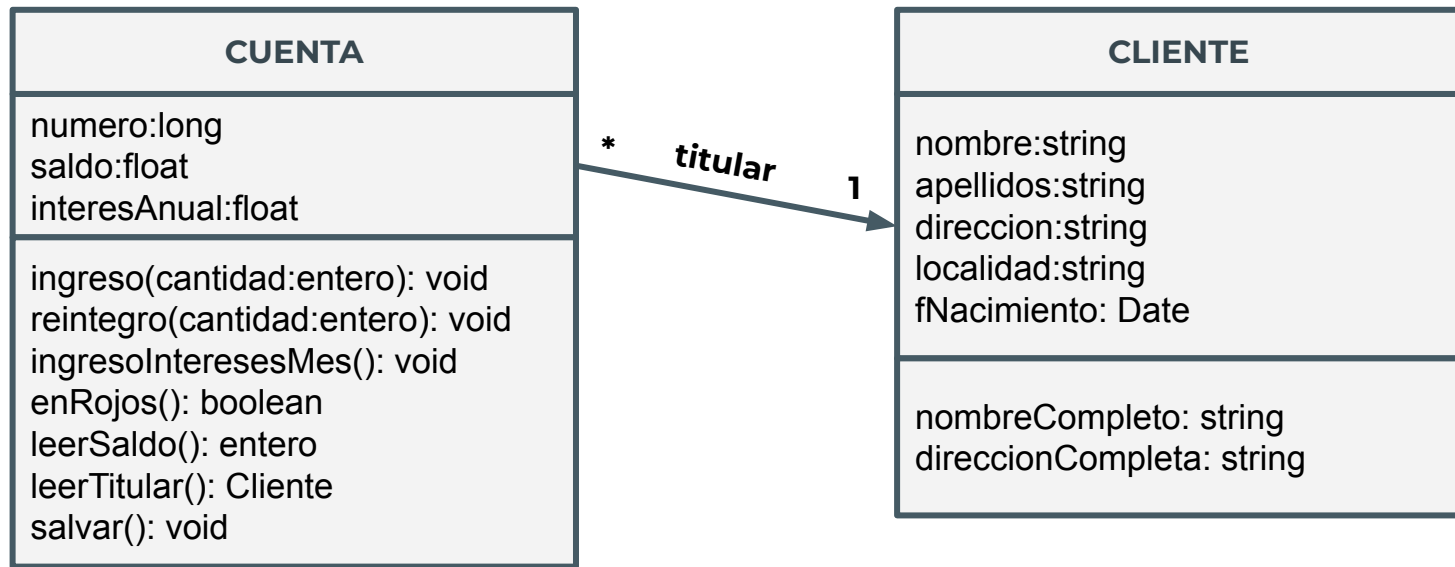 CUENTA
numero:long
saldo:float
interesAnual:float
ingreso(cantidad:entero): void
reintegro(cantidad:entero): void
ingresoInteresesMes(): void
enRojos(): boolean
leerSaldo(): entero
leerTitular(): Cliente
salvar(): void
* titular 1
CLIENTE
nombre:string
apellidos:string
direccion:string
localidad:string
fNacimiento: Date
nombreCompleto: string
direccionCompleta: string